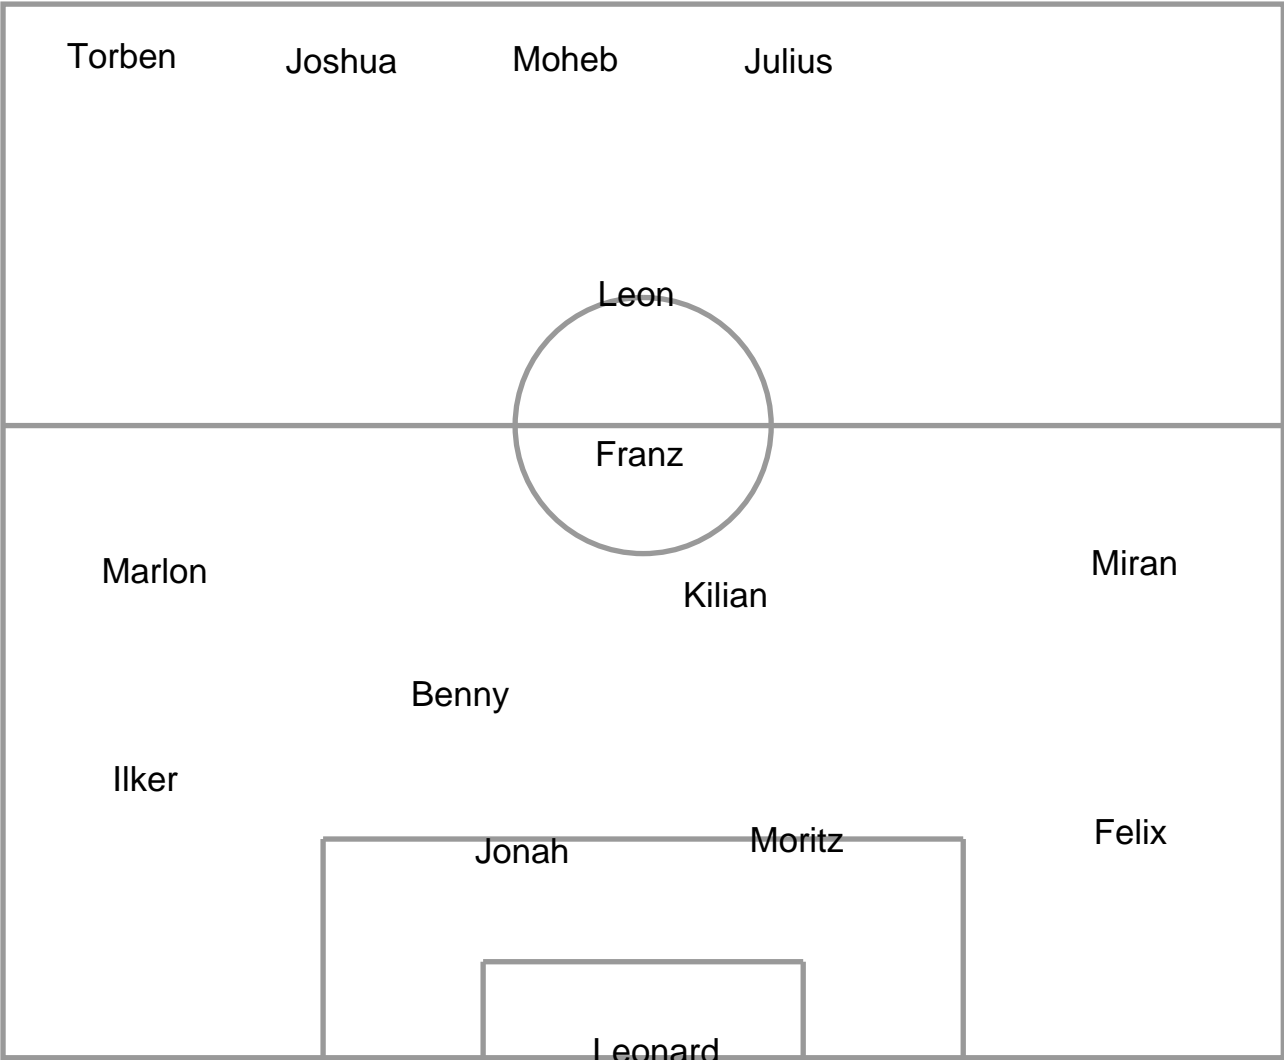 Torben Joshua Moheb Julius
Leon
Franz
Marlon Miran
Kilian
Benny
Ilker
Jonah Moritz Felix
Leonard